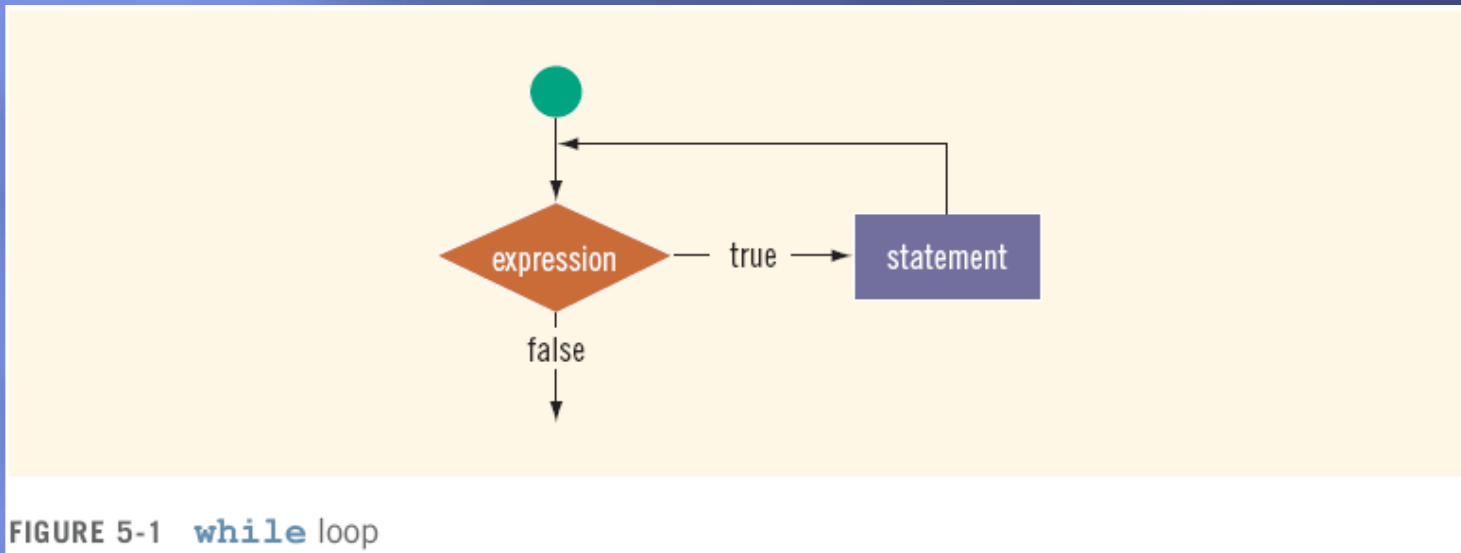 expression
true
statement
false
FIGURE 5-1 while loop